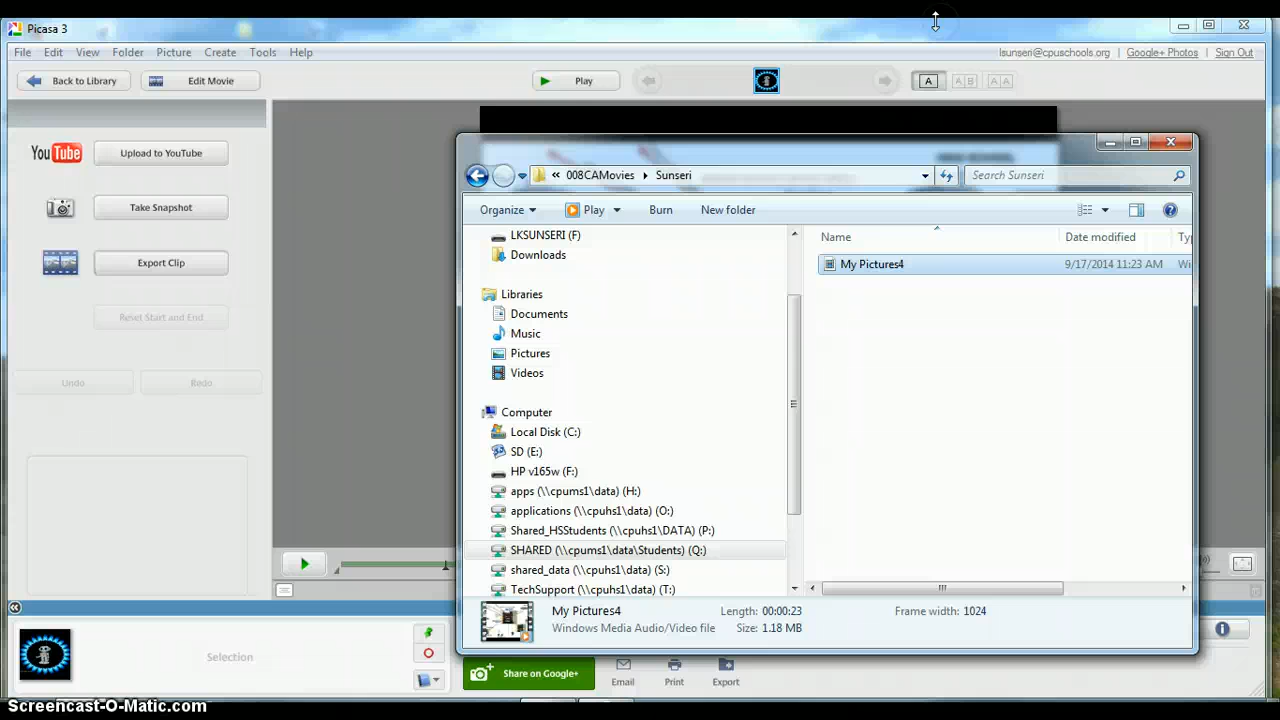 Picasa 3
File Edit View Folder Picture Create Tools Help
lsunseri@cpuschools.org Google+ Photos Sign Out
Back to Library Edit Movie Play A AB AA
YouTube Upload to YouTube
Take Snapshot
Export Clip
Reset Start and End
Undo Redo
« 008CAMovies Sunseri Search Sunseri
Organize Play Burn New folder
LKSUNSERI (F)
Downloads
Libraries
Documents
Music
Pictures
Videos
Computer
Local Disk (C:)
SD (E:)
HP v165w (F:)
apps (\\cpums1\data) (H:)
applications (\\cpuhs1\data) (O:)
Shared_HSStudents (\\cpuhs1\DATA) (P:)
SHARED (\\cpums1\data\Students) (Q:)
shared_data (\\cpuhs1\data) (S:)
TechSupport (\\cpuhs1\data) (T:)
Name Date modified Ty
My Pictures4 9/17/2014 11:23 AM Wi
My Pictures4 Length: 00:00:23 Frame width: 1024
Windows Media Audio/Video file Size: 1.18 MB
Selection
Share on Google+ Email Print Export
Screencast-O-Matic.com